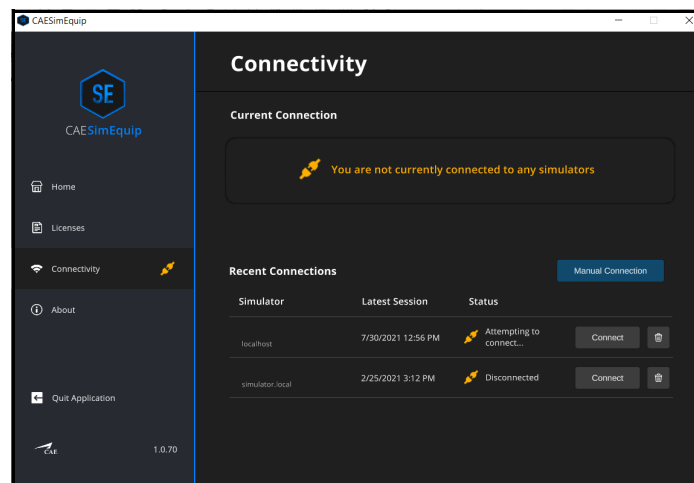 CAESimEquip
SE
CAESimEquip
Home
Licenses
Connectivity
About
Quit Application
CAE
1.0.70
Connectivity
Current Connection
You are not currently connected to any simulators
Recent Connections
Manual Connection
Simulator Latest Session Status
localhost 7/30/2021 12:56 PM Attempting to
connect... Connect
simulator.local 2/25/2021 3:12 PM Disconnected Connect